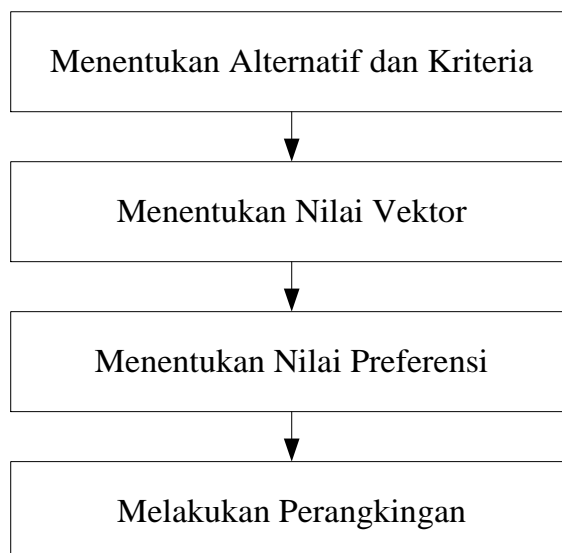 Menentukan Alternatif dan Kriteria
Menentukan Nilai Vektor
Menentukan Nilai Preferensi
Melakukan Perangkingan